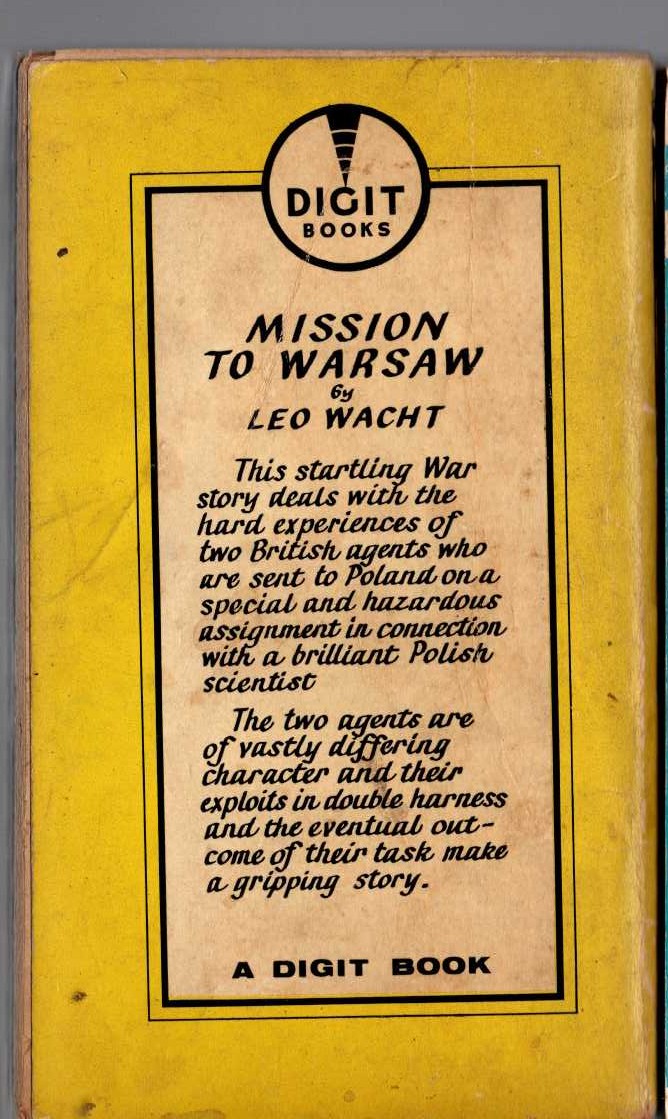 DIGIT
BOOKS
MISSION
TO WARSAW
by
LEO WACHT
This startling War
story deals with the
hard experiences of
two British agents who
are sent to Poland on a
special and hazardous
assignment in connection
with a brilliant Polish
scientist
The two agents are
of vastly differing
character and their
exploits in double harness
and the eventual out-
come of their task make
a gripping story.
A DIGIT BOOK